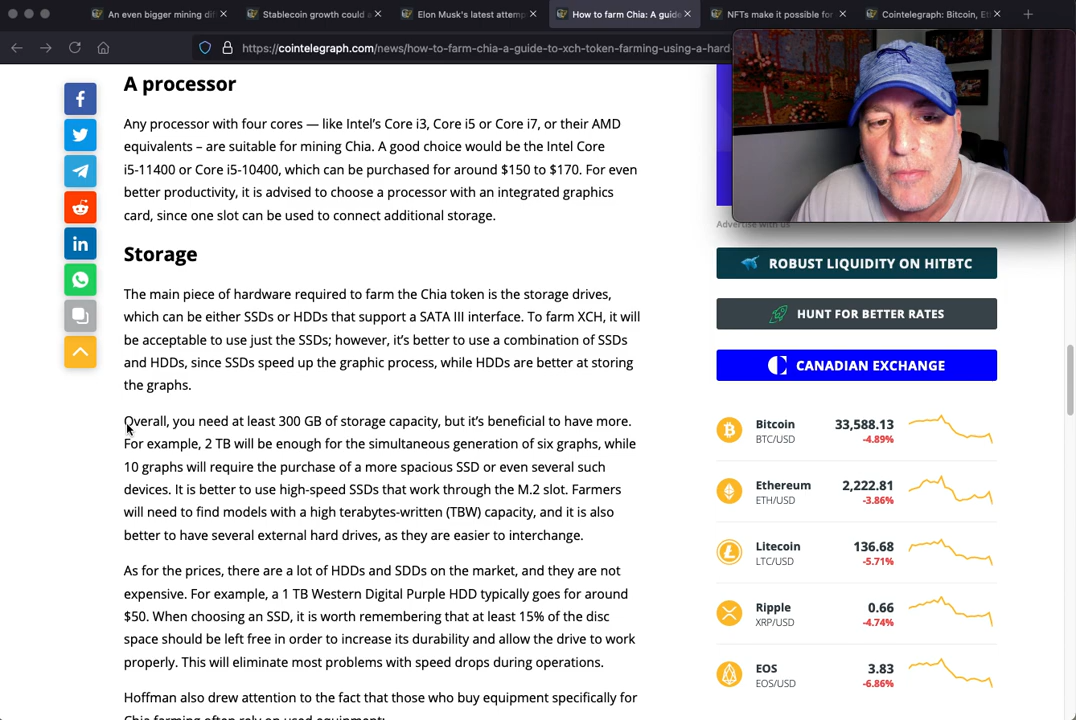 An even bigger mining dif
Stablecoin growth could a
Elon Musk's latest attemp
How to farm Chia: A guide
NFTs make it possible for
Cointelegraph: Bitcoin, Et
https://cointelegraph.com/news/how-to-farm-chia-a-guide-to-xch-token-farming-using-a-hard-
A processor
Any processor with four cores — like Intel's Core i3, Core i5 or Core i7, or their AMD
equivalents – are suitable for mining Chia. A good choice would be the Intel Core
i5-11400 or Core i5-10400, which can be purchased for around $150 to $170. For even
better productivity, it is advised to choose a processor with an integrated graphics
card, since one slot can be used to connect additional storage.
Storage
The main piece of hardware required to farm the Chia token is the storage drives,
which can be either SSDs or HDDs that support a SATA III interface. To farm XCH, it will
be acceptable to use just the SSDs; however, it's better to use a combination of SSDs
and HDDs, since SSDs speed up the graphic process, while HDDs are better at storing
the graphs.
Overall, you need at least 300 GB of storage capacity, but it's beneficial to have more.
For example, 2 TB will be enough for the simultaneous generation of six graphs, while
10 graphs will require the purchase of a more spacious SSD or even several such
devices. It is better to use high-speed SSDs that work through the M.2 slot. Farmers
will need to find models with a high terabytes-written (TBW) capacity, and it is also
better to have several external hard drives, as they are easier to interchange.
As for the prices, there are a lot of HDDs and SDDs on the market, and they are not
expensive. For example, a 1 TB Western Digital Purple HDD typically goes for around
$50. When choosing an SSD, it is worth remembering that at least 15% of the disc
space should be left free in order to increase its durability and allow the drive to work
properly. This will eliminate most problems with speed drops during operations.
Hoffman also drew attention to the fact that those who buy equipment specifically for
Chia farming often rely on used equipment:
Advertise with us
ROBUST LIQUIDITY ON HITBTC
HUNT FOR BETTER RATES
CANADIAN EXCHANGE
Bitcoin 33,588.13
BTC/USD -4.89%
Ethereum 2,222.81
ETH/USD -3.86%
Litecoin 136.68
LTC/USD -5.71%
Ripple 0.66
XRP/USD -4.74%
EOS 3.83
EOS/USD -6.86%